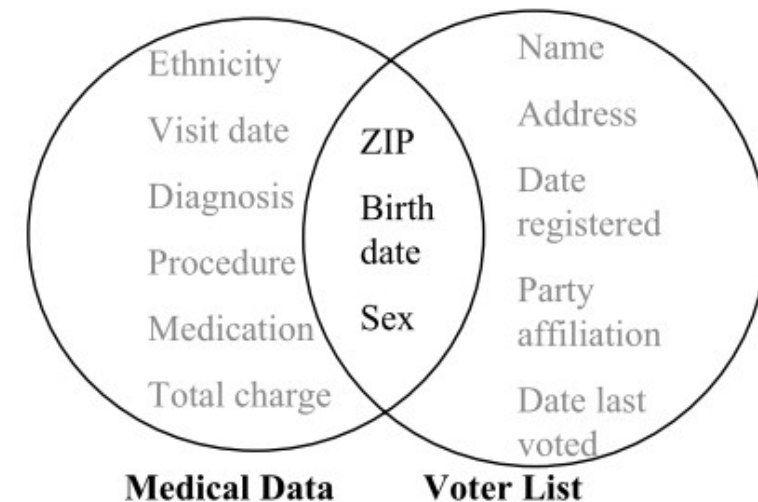 Ethnicity
Visit date
Diagnosis
Procedure
Medication
Total charge
ZIP
Birth
date
Sex
Name
Address
Date
registered
Party
affiliation
Date last
voted
Medical Data
Voter List